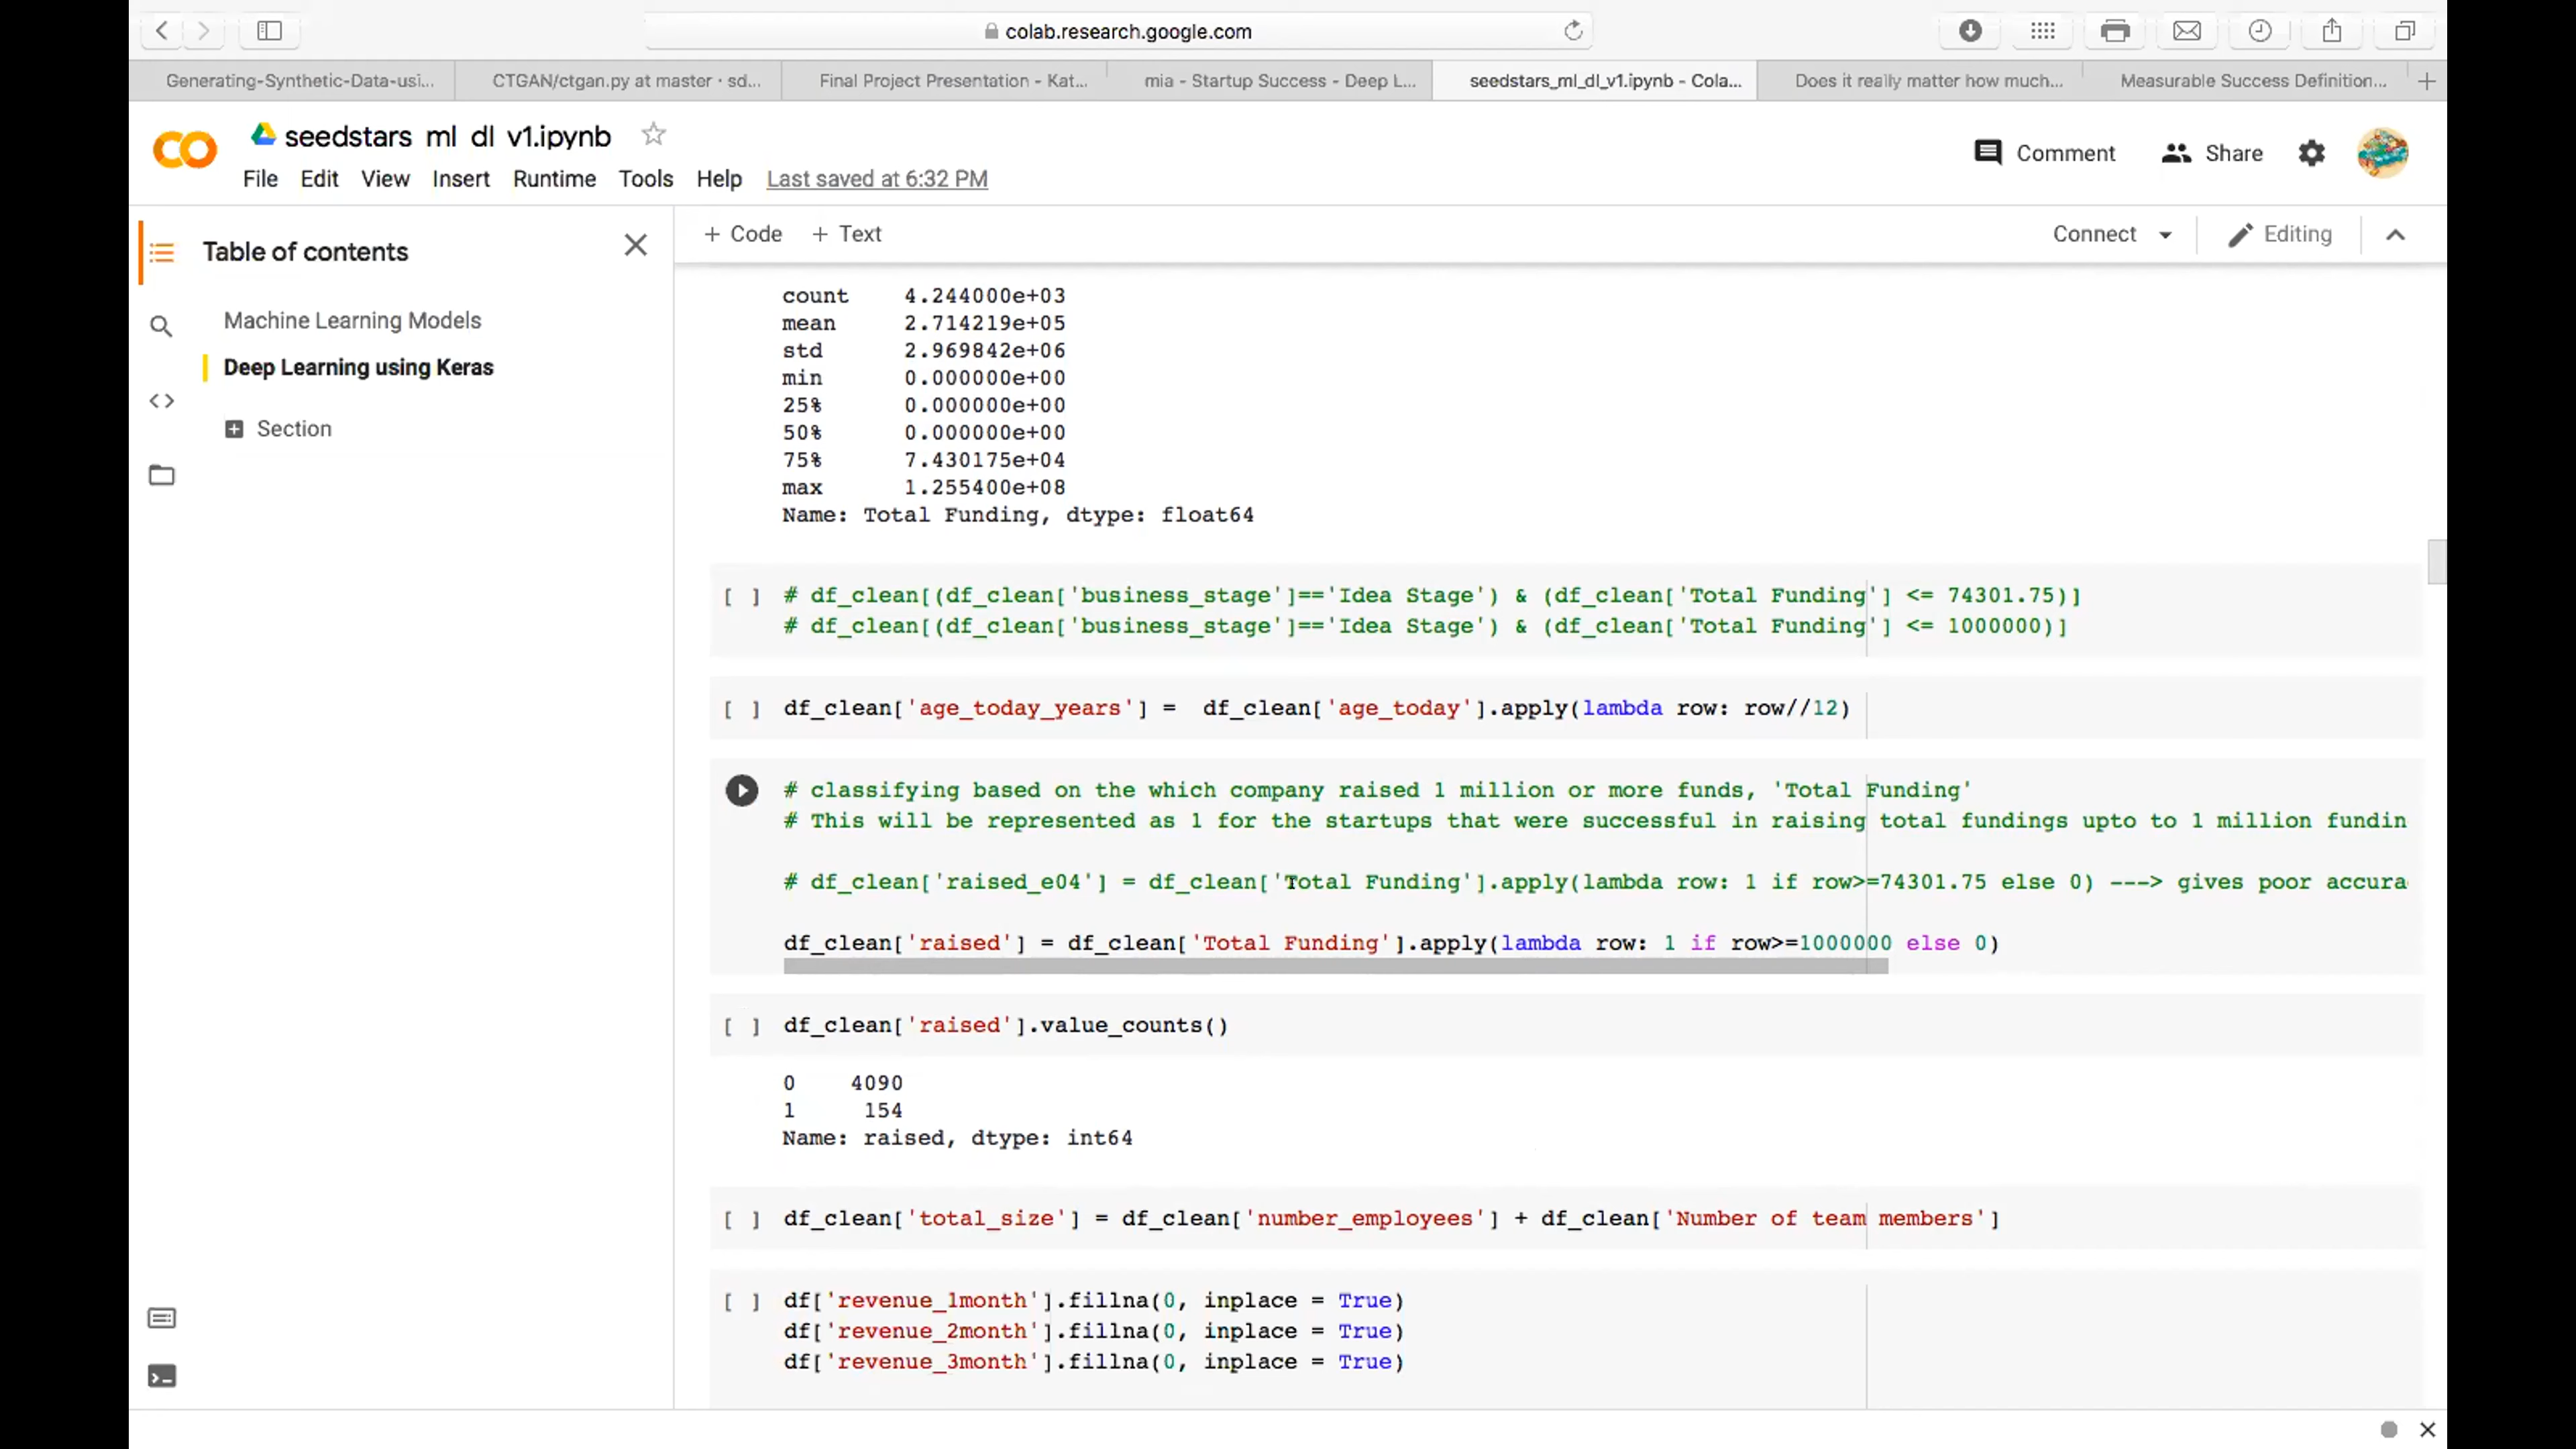 colab.research.google.com
Generating-Synthetic-Data-usi...
CTGAN/ctgan.py at master · sd...
Final Project Presentation - Kat...
mia - Startup Success - Deep L...
seedstars_ml_dl_v1.ipynb - Cola...
Does it really matter how much...
Measurable Success Definition...
seedstars_ml_dl_v1.ipynb
Comment
Share
File Edit View Insert Runtime Tools Help Last saved at 6:32 PM
Table of contents
Machine Learning Models
Deep Learning using Keras
Section
+ Code + Text
Connect
Editing
count 4.244000e+03
mean 2.714219e+05
std 2.969842e+06
min 0.000000e+00
25% 0.000000e+00
50% 0.000000e+00
75% 7.430175e+04
max 1.255400e+08
Name: Total Funding, dtype: float64
[ ] # df_clean[(df_clean['business_stage']=='Idea Stage') & (df_clean['Total Funding'] <= 74301.75)]
# df_clean[(df_clean['business_stage']=='Idea Stage') & (df_clean['Total Funding'] <= 1000000)]
[ ] df_clean['age_today_years'] =  df_clean['age_today'].apply(lambda row: row//12)
# classifying based on the which company raised 1 million or more funds, 'Total Funding'
# This will be represented as 1 for the startups that were successful in raising total fundings upto to 1 million fundin
# df_clean['raised_e04'] = df_clean['Total Funding'].apply(lambda row: 1 if row>=74301.75 else 0) ---> gives poor accura
df_clean['raised'] = df_clean['Total Funding'].apply(lambda row: 1 if row>=1000000 else 0)
[ ] df_clean['raised'].value_counts()
0 4090
1 154
Name: raised, dtype: int64
[ ] df_clean['total_size'] = df_clean['number_employees'] + df_clean['Number of team members']
[ ] df['revenue_1month'].fillna(0, inplace = True)
df['revenue_2month'].fillna(0, inplace = True)
df['revenue_3month'].fillna(0, inplace = True)